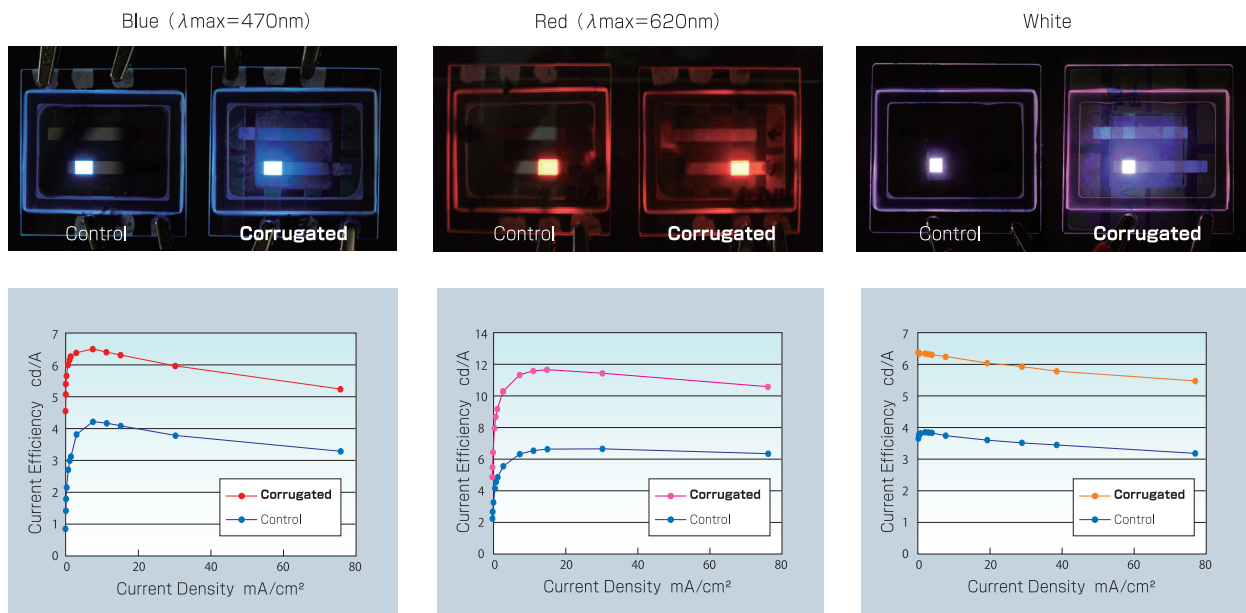 Blue (λmax=470nm)
Red (λmax=620nm)
White
Control
Corrugated
Control
Corrugated
Control
Corrugated
Current Efficiency cd/A
7
6
5
4
3
2
1
0
0
20
40
60
80
Current Density mA/cm²
Corrugated
Control
Current Efficiency cd/A
14
12
10
8
6
4
2
0
0
20
40
60
80
Current Density mA/cm²
Corrugated
Control
Current Efficiency cd/A
7
6
5
4
3
2
1
0
0
20
40
60
80
Current Density mA/cm²
Corrugated
Control